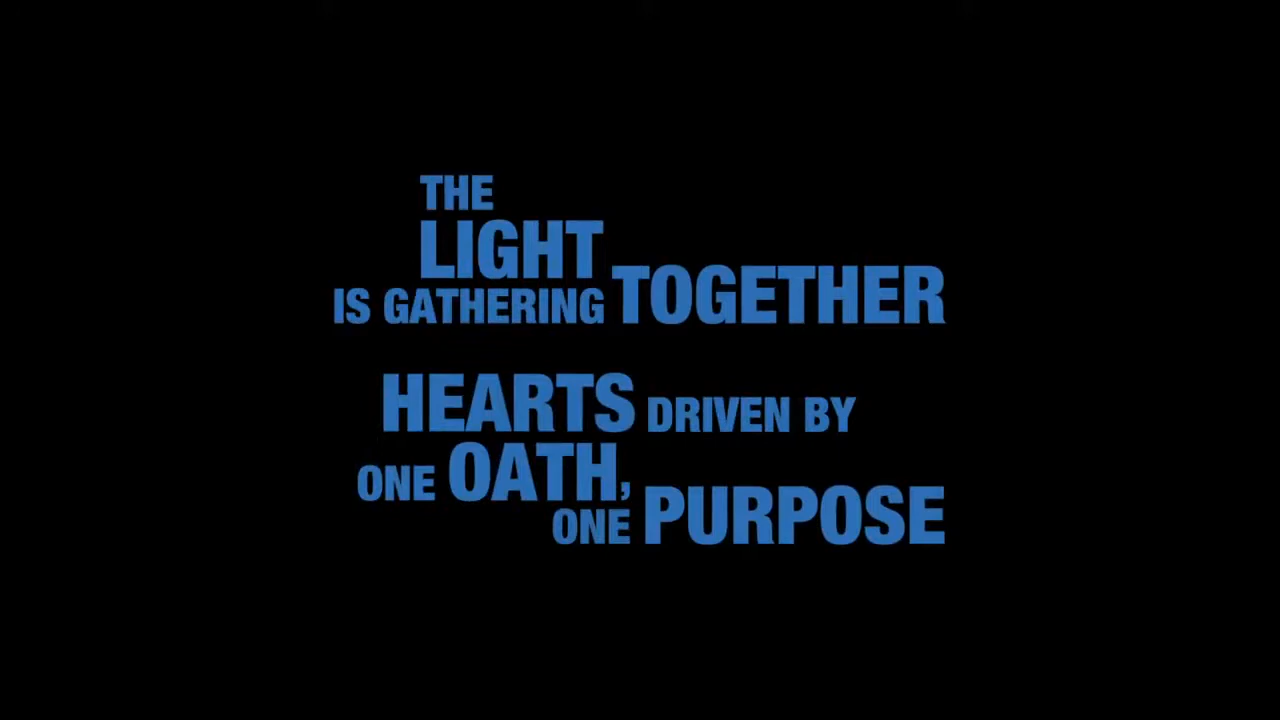 THE
LIGHT
IS GATHERING TOGETHER
HEARTS DRIVEN BY
ONE OATH,
ONE PURPOSE